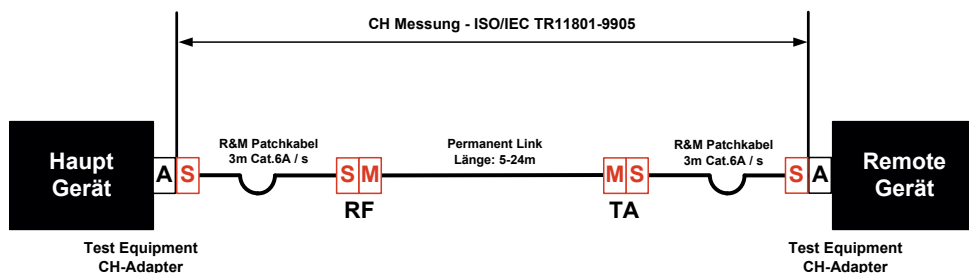 CH Messung - ISO/IEC TR11801-9905
Haupt
Gerät
A S
R&M Patchkabel
3m Cat.6A / s
S M
RF
Permanent Link
Länge: 5-24m
M S
TA
R&M Patchkabel
3m Cat.6A / s
S A
Remote
Gerät
Test Equipment
CH-Adapter
Test Equipment
CH-Adapter